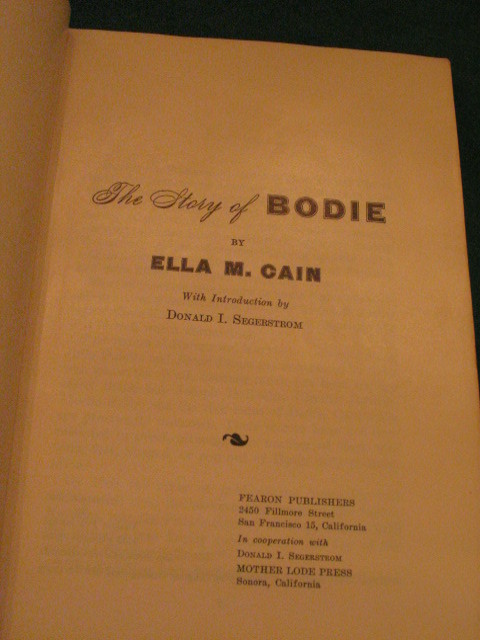 The Story of BODIE
BY
ELLA M. CAIN
With Introduction by
DONALD I. SEGERSTROM
FEARON PUBLISHERS
2450 Fillmore Street
San Francisco 15, California
In cooperation with
DONALD I. SEGERSTROM
MOTHER LODE PRESS
Sonora, California